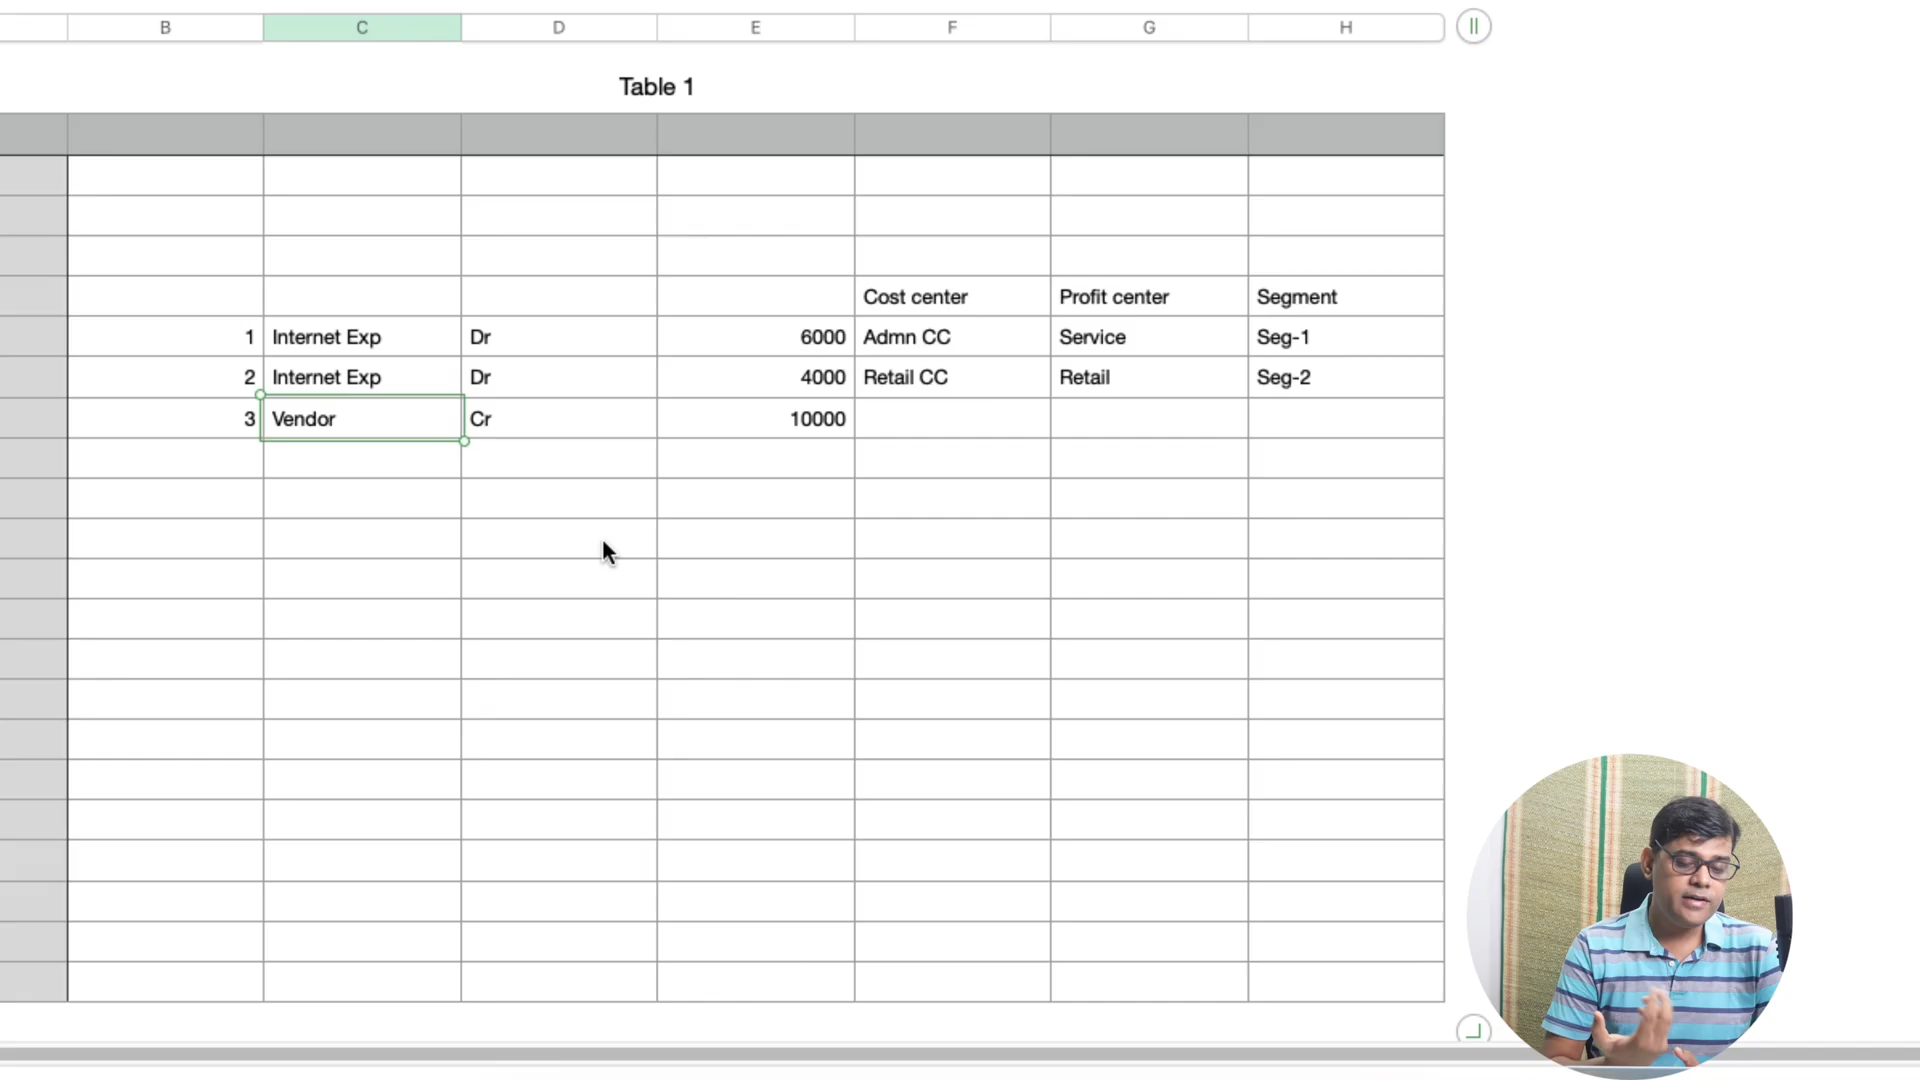 B C D E F G H
Table 1
Cost center Profit center Segment
1 Internet Exp Dr 6000 Admn CC Service Seg-1
2 Internet Exp Dr 4000 Retail CC Retail Seg-2
3 Vendor Cr 10000